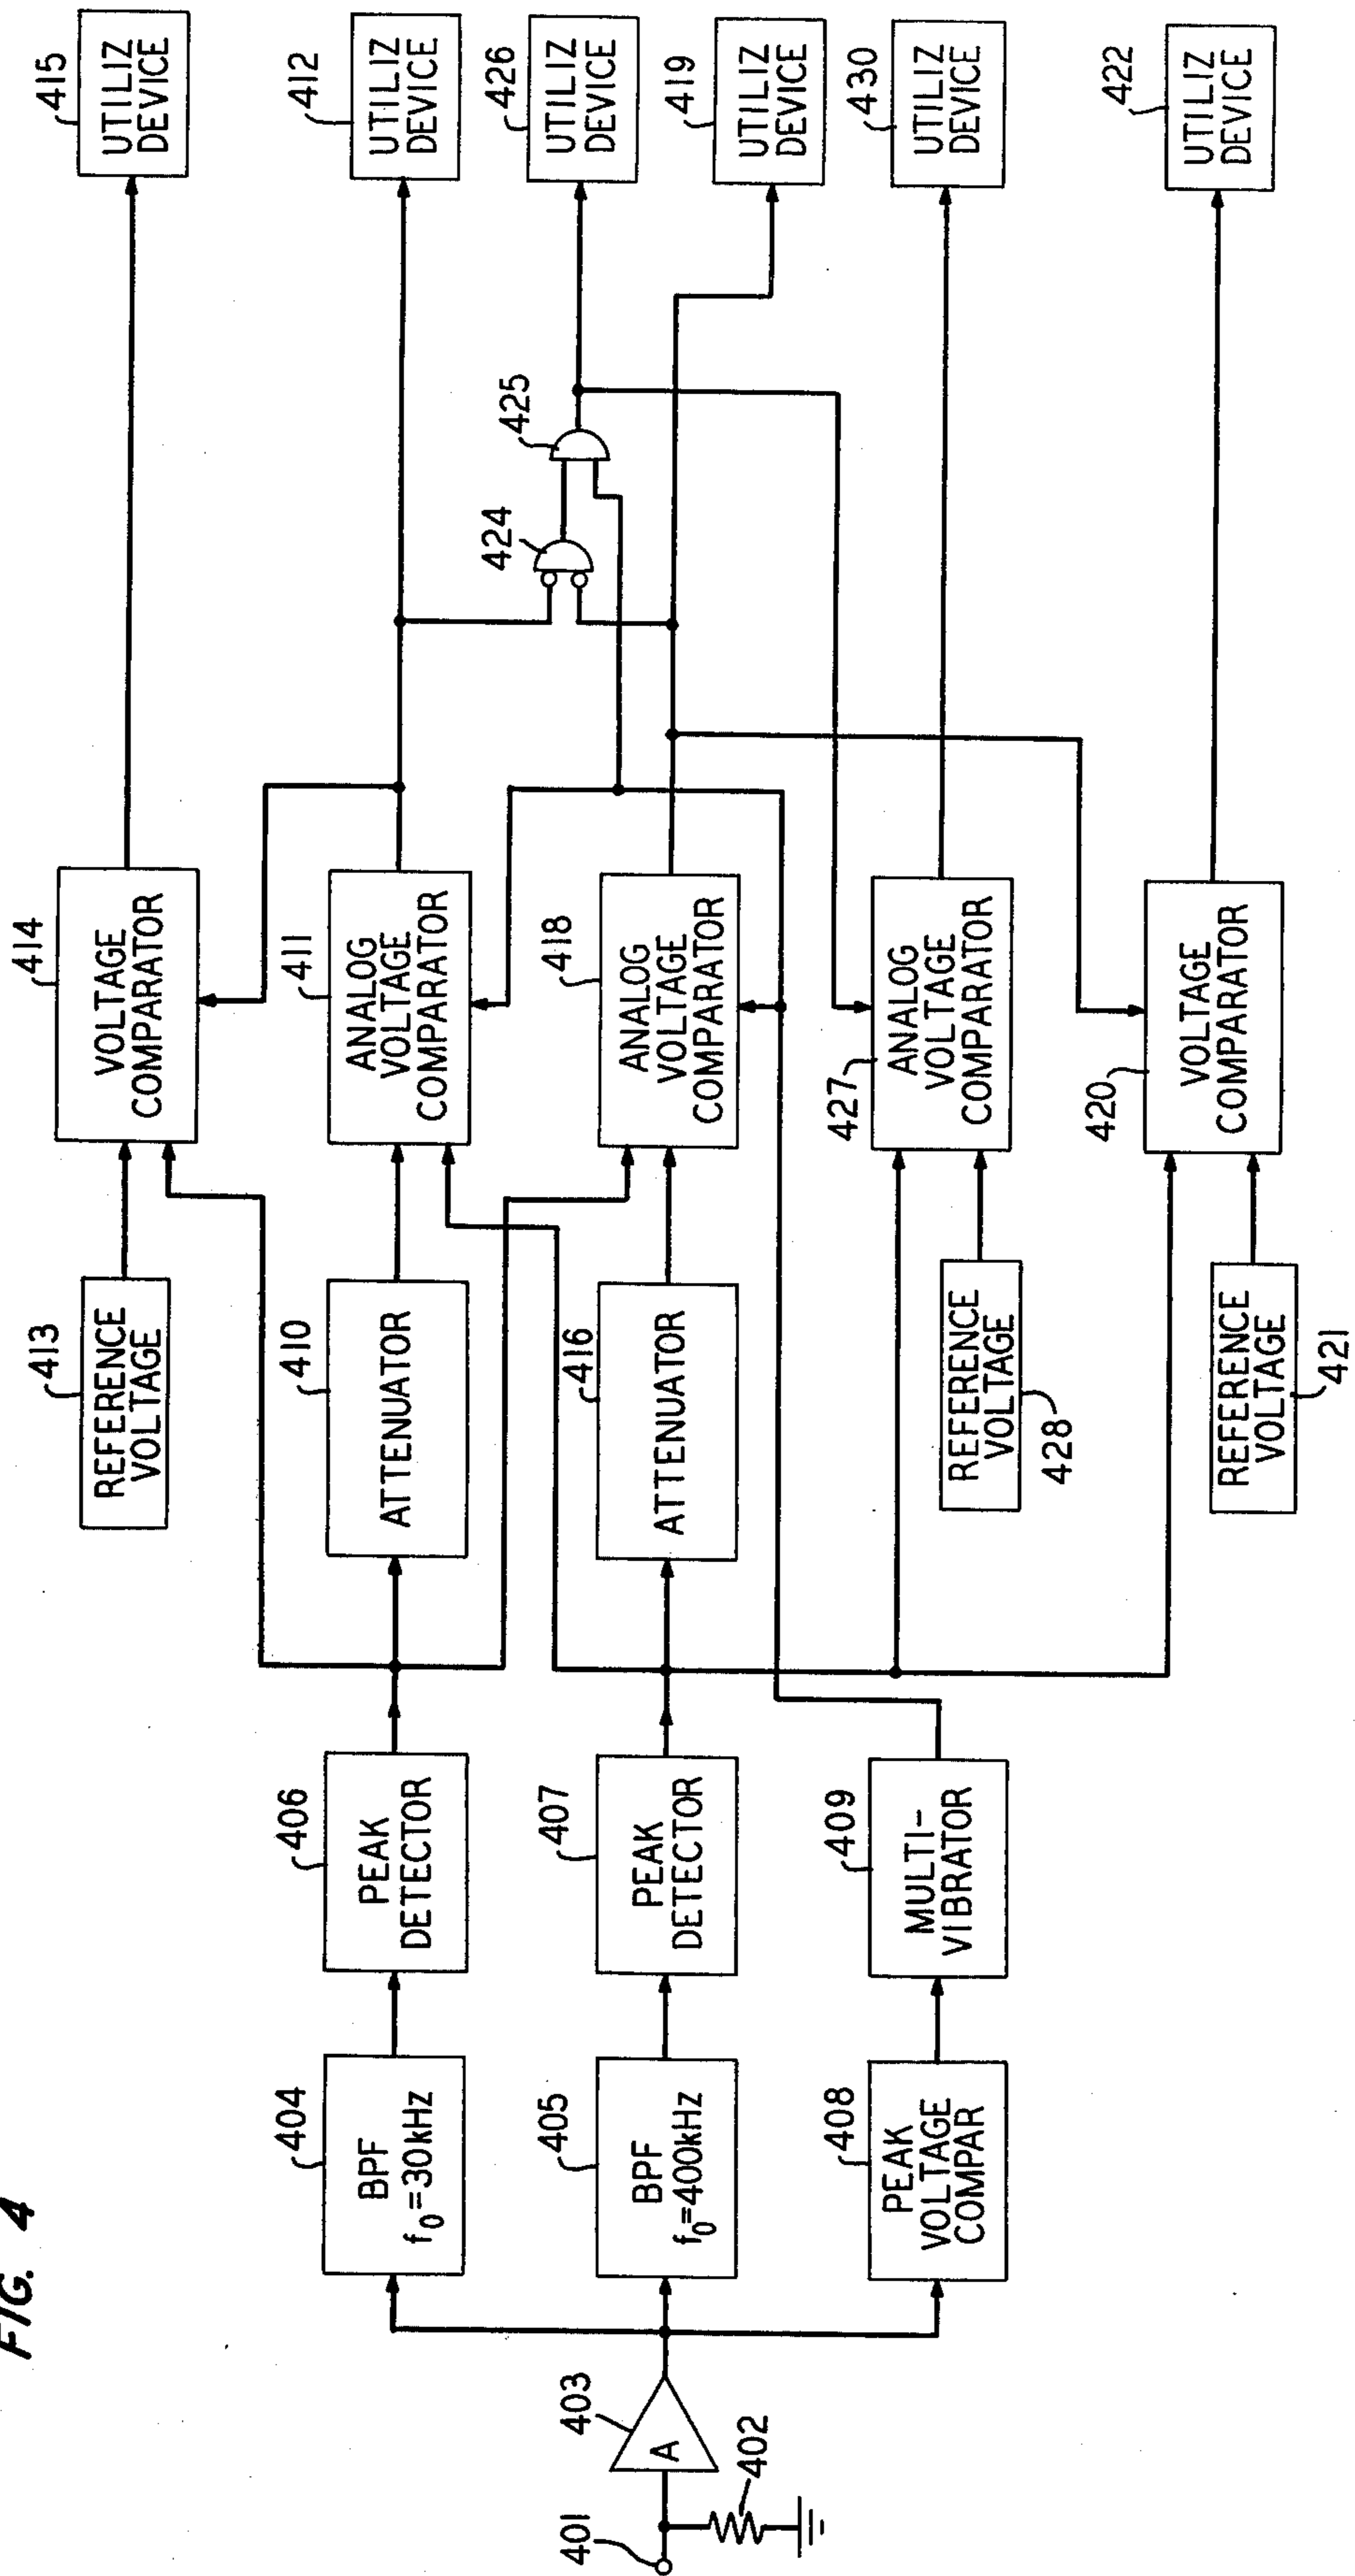 FIG. 4
401
402
403
A
404
BPF
f0=30kHz
405
BPF
f0=400kHz
408
PEAK
VOLTAGE
COMPAR
406
PEAK
DETECTOR
407
PEAK
DETECTOR
409
MULTI-
VIBRATOR
413
REFERENCE
VOLTAGE
410
ATTENUATOR
416
ATTENUATOR
REFERENCE
VOLTAGE
428
REFERENCE
VOLTAGE
421
414
VOLTAGE
COMPARATOR
411
ANALOG
VOLTAGE
COMPARATOR
418
ANALOG
VOLTAGE
COMPARATOR
427
ANALOG
VOLTAGE
COMPARATOR
420
VOLTAGE
COMPARATOR
424
425
415
UTILIZ
DEVICE
412
UTILIZ
DEVICE
426
UTILIZ
DEVICE
419
UTILIZ
DEVICE
430
UTILIZ
DEVICE
422
UTILIZ
DEVICE